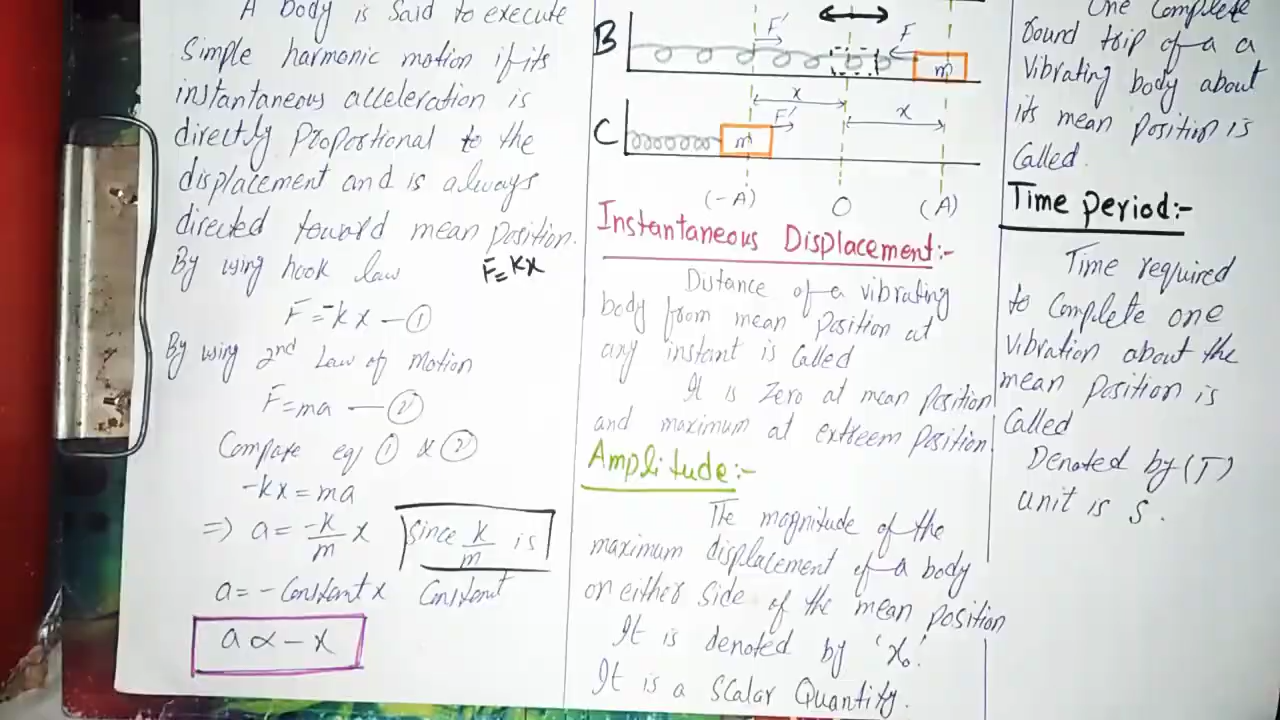 A body is said to execute
Simple harmonic motion if its
instantaneous acceleration is
directly proportional to the
displacement and is always
directed toward mean position.
By using hook law F=kx
F=-kx — ①
By using 2nd Law of Motion
F=ma — ②
Compare eq ① & ②
-kx=ma
⇒ a=-k/m x
Since k/m is
Constant
a=-Constant x
a ∝ - x
B F' F m
x x
C F' m
(-A) O (A)
Instantaneous Displacement:-
Distance of a vibrating
body from mean position at
any instant is Called
It is Zero at mean position
and maximum at extreem position
Amplitude:-
The magnitude of the
maximum displacement of a body
on either side of the mean position
It is denoted by 'x₀'
It is a Scalar Quantity.
One Complete
round trip of a a
vibrating body about
its mean position is
Called.
Time period:-
Time required
to Complete one
vibration about the
mean position is
Called
Denoted by (T)
unit is S.